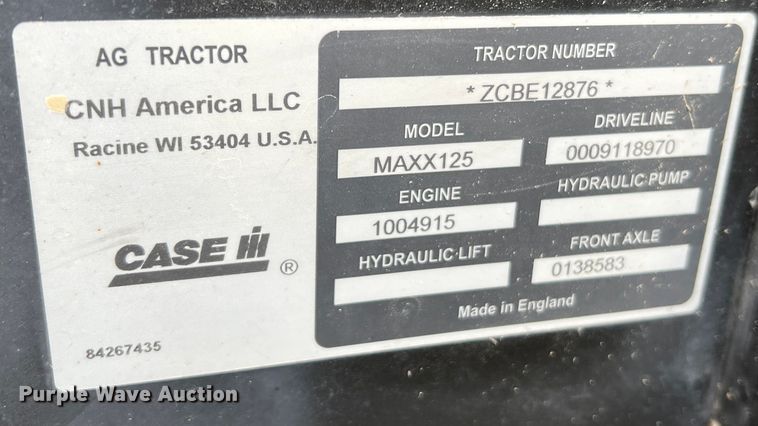 AG TRACTOR
CNH America LLC
Racine WI 53404 U.S.A.
CASE IH ®
84267435
TRACTOR NUMBER
* ZCBE12876 *
MODEL
MAXX125
DRIVELINE
0009118970
ENGINE
1004915
HYDRAULIC·PUMP
HYDRAULIC·LIFT
FRONT AXLE
0138583
Made in England
Purple Wave Auction